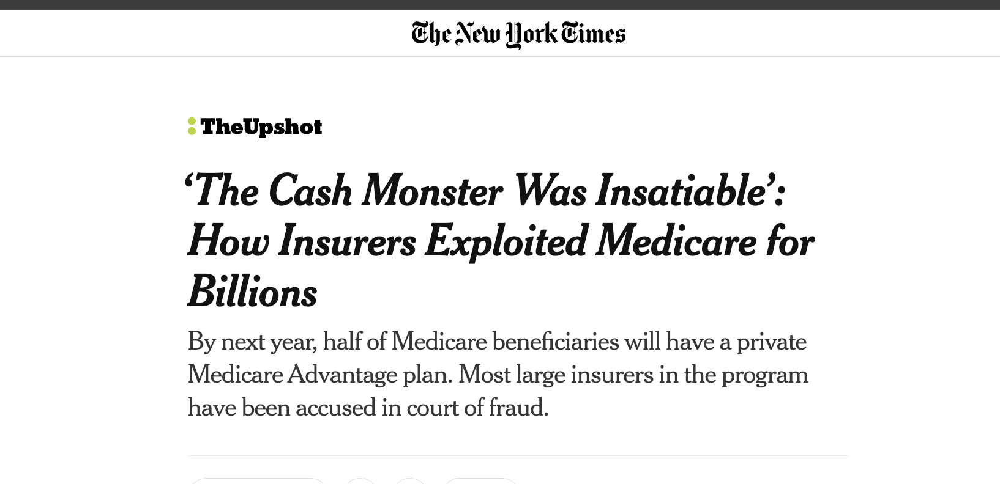 The New York Times
TheUpshot
‘The Cash Monster Was Insatiable’:
How Insurers Exploited Medicare for
Billions
By next year, half of Medicare beneficiaries will have a private
Medicare Advantage plan. Most large insurers in the program
have been accused in court of fraud.